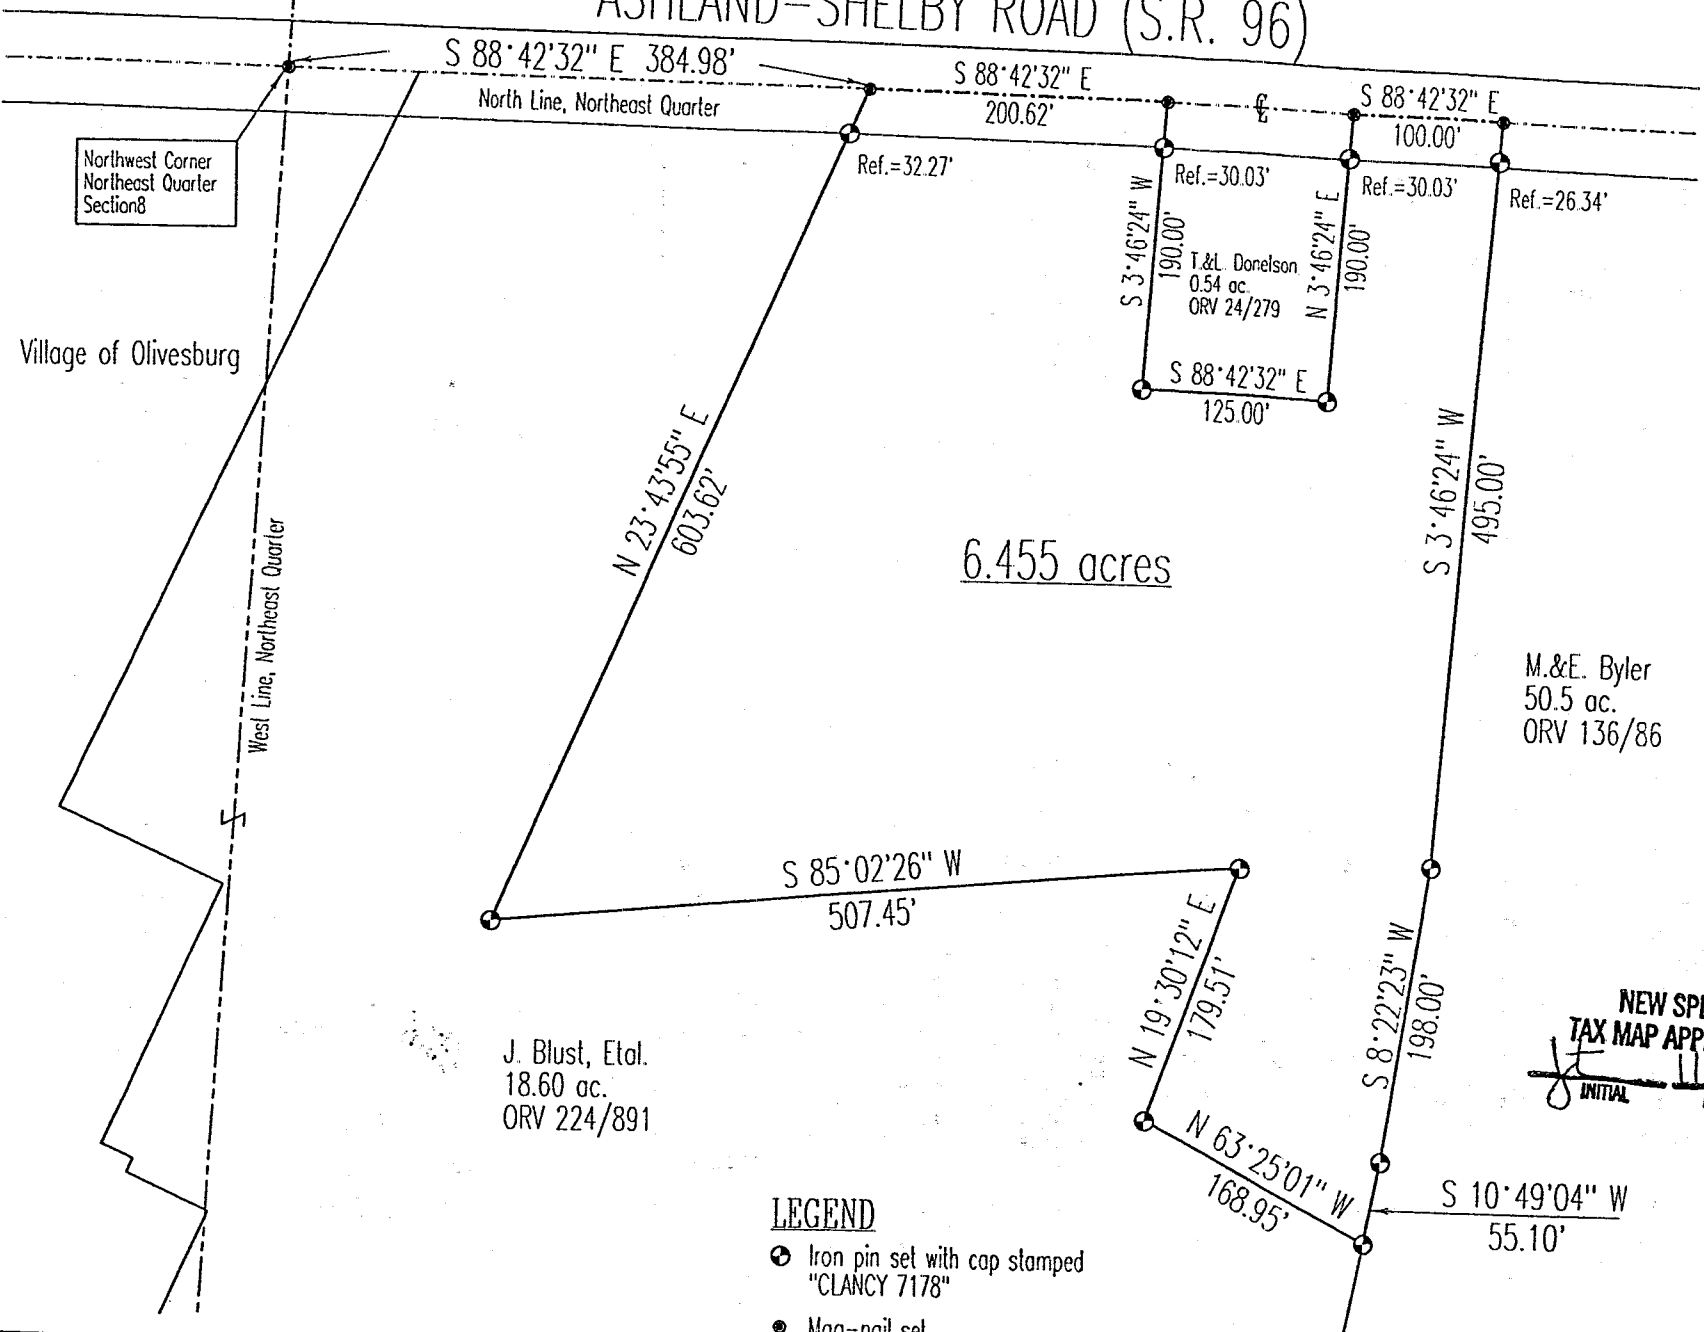 ASHLAND-SHELBY ROAD (S.R. 96)
S 88°42'32" E 384.98'
North Line, Northeast Quarter
S 88°42'32" E
200.62'
℄
S 88°42'32" E
100.00'
Northwest Corner
Northeast Quarter
Section8
Ref.=32.27'
Ref.=30.03'
Ref.=30.03'
Ref.=26.34'
S 3°46'24" W
190.00'
T.&L. Donelson
0.54 ac.
ORV 24/279
N 3°46'24" E
190.00'
S 88°42'32" E
125.00'
Village of Olivesburg
West Line, Northeast Quarter
N 23°43'55" E
603.62'
6.455 acres
S 3°46'24" W
495.00'
M.&E. Byler
50.5 ac.
ORV 136/86
S 85°02'26" W
507.45'
N 19°30'12" E
179.51'
S 8°22'23" W
198.00'
NEW
TAX MAP
INITIAL
J. Blust, Etal.
18.60 ac.
ORV 224/891
N 63°25'01" W
168.95'
S 10°49'04" W
55.10'
LEGEND
Iron pin set with cap stamped
"CLANCY 7178"
Mag-nail set